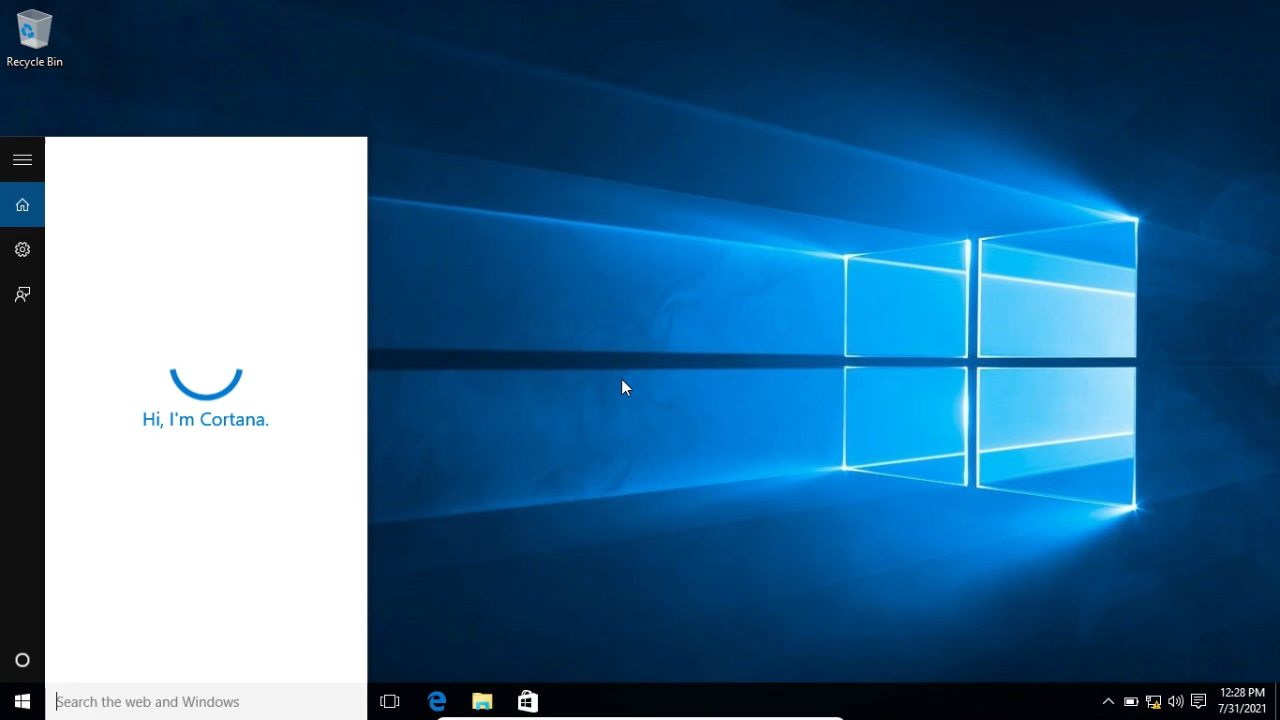 Recycle Bin
Hi, I'm Cortana.
Search the web and Windows
12:28 PM
7/31/2021